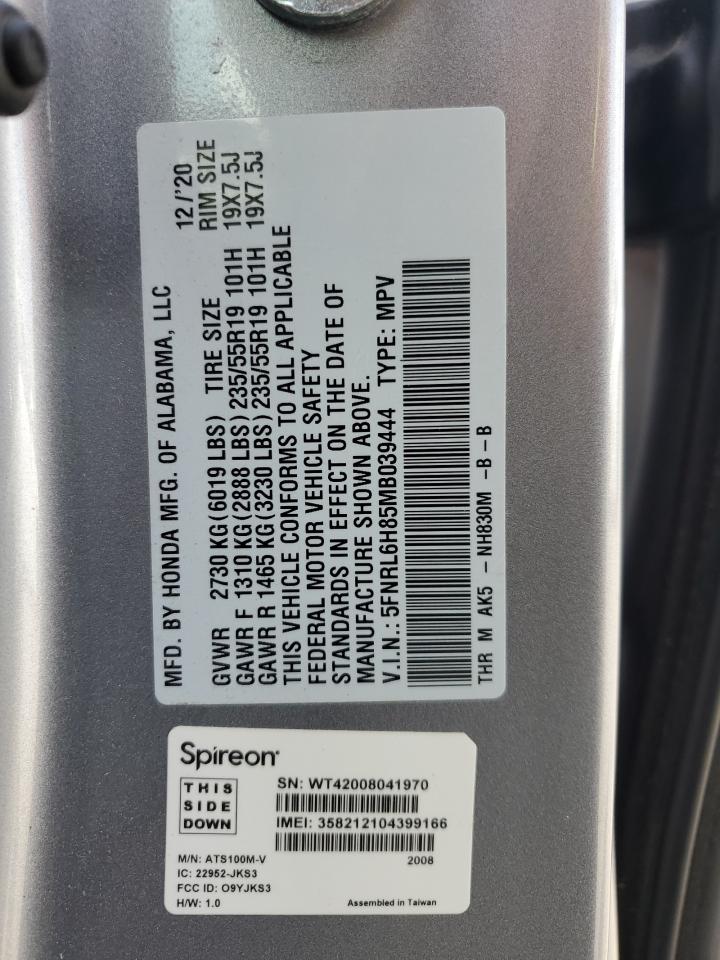 MFD. BY HONDA MFG. OF ALABAMA, LLC 12/'20
GVWR 2730 KG (6019 LBS) TIRE SIZE RIM SIZE
GAWR F 1310 KG (2888 LBS) 235/55R19 101H 19X7.5J
GAWR R 1465 KG (3230 LBS) 235/55R19 101H 19X7.5J
THIS VEHICLE CONFORMS TO ALL APPLICABLE
FEDERAL MOTOR VEHICLE SAFETY
STANDARDS IN EFFECT ON THE DATE OF
MANUFACTURE SHOWN ABOVE.
V.I.N.: 5FNRL6H85MB039444 TYPE: MPV
THR M AK5 - NH830M -B-B
Spireon
THIS
SIDE
DOWN
SN: WT42008041970
IMEI: 358212104399166
M/N: ATS100M-V 2008
IC: 22952-JKS3
FCC ID: O9YJKS3
H/W: 1.0 Assembled in Taiwan